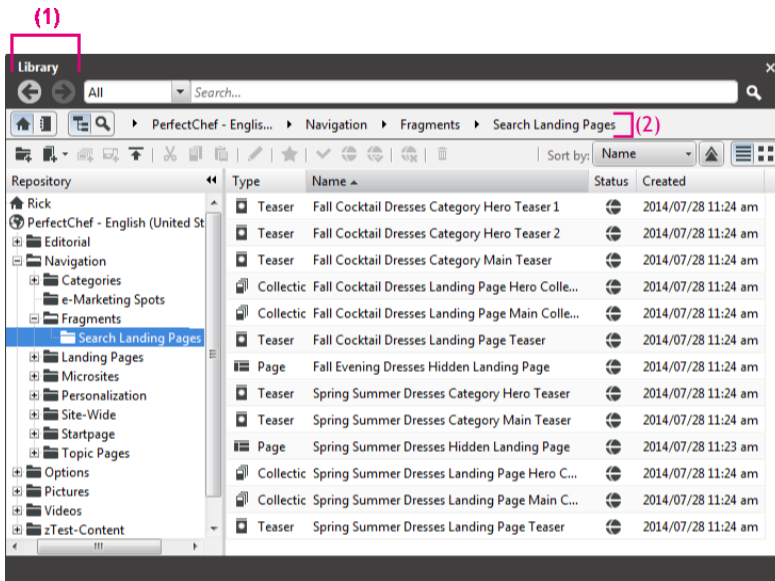 (1)
Library
All Search...
PerfectChef - Englis... Navigation Fragments Search Landing Pages (2)
Sort by: Name
Repository Type Name Status Created
Rick
PerfectChef - English (United St
Editorial
Navigation
Categories
e-Marketing Spots
Fragments
Search Landing Pages
Landing Pages
Microsites
Personalization
Site-Wide
Startpage
Topic Pages
Options
Pictures
Videos
zTest-Content
Teaser Fall Cocktail Dresses Category Hero Teaser 1 2014/07/28 11:24 am
Teaser Fall Cocktail Dresses Category Hero Teaser 2 2014/07/28 11:24 am
Teaser Fall Cocktail Dresses Category Main Teaser 2014/07/28 11:24 am
Collectic Fall Cocktail Dresses Landing Page Hero Colle... 2014/07/28 11:24 am
Collectic Fall Cocktail Dresses Landing Page Main Colle... 2014/07/28 11:24 am
Teaser Fall Cocktail Dresses Landing Page Teaser 2014/07/28 11:24 am
Page Fall Evening Dresses Hidden Landing Page 2014/07/28 11:24 am
Teaser Spring Summer Dresses Category Hero Teaser 2014/07/28 11:24 am
Teaser Spring Summer Dresses Category Main Teaser 2014/07/28 11:24 am
Page Spring Summer Dresses Hidden Landing Page 2014/07/28 11:23 am
Collectic Spring Summer Dresses Landing Page Hero C... 2014/07/28 11:24 am
Collectic Spring Summer Dresses Landing Page Main C... 2014/07/28 11:24 am
Teaser Spring Summer Dresses Landing Page Teaser 2014/07/28 11:24 am